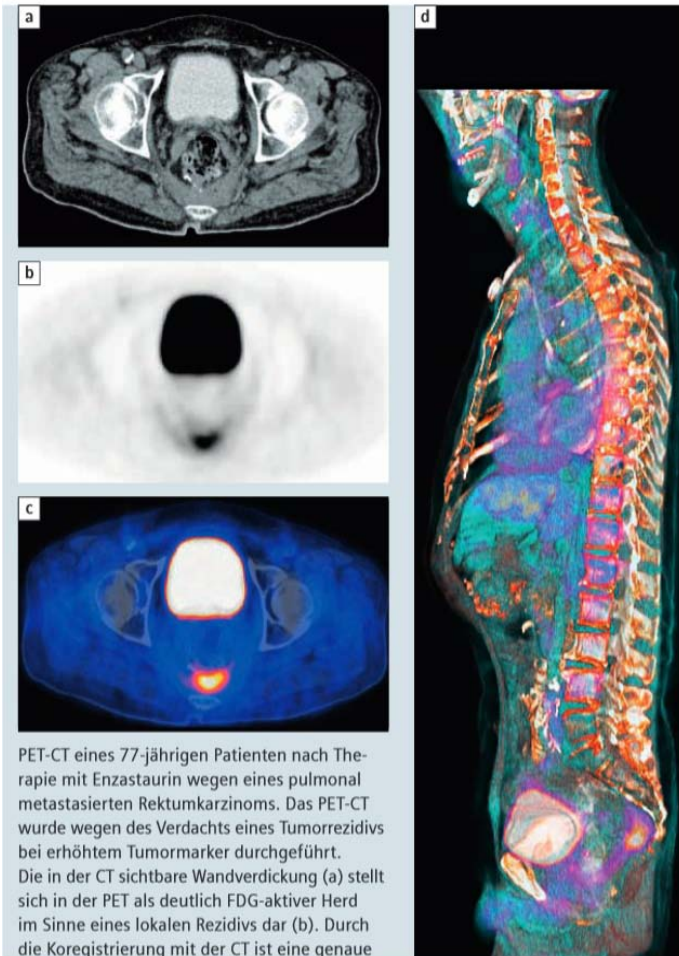 a
d
b
c
PET-CT eines 77-jährigen Patienten nach The-
rapie mit Enzastaurin wegen eines pulmonal
metastasierten Rektumkarzinoms. Das PET-CT
wurde wegen des Verdachts eines Tumorrezidivs
bei erhöhtem Tumormarker durchgeführt.
Die in der CT sichtbare Wandverdickung (a) stellt
sich in der PET als deutlich FDG-aktiver Herd
im Sinne eines lokalen Rezidivs dar (b). Durch
die Koregistrierung mit der CT ist eine genaue